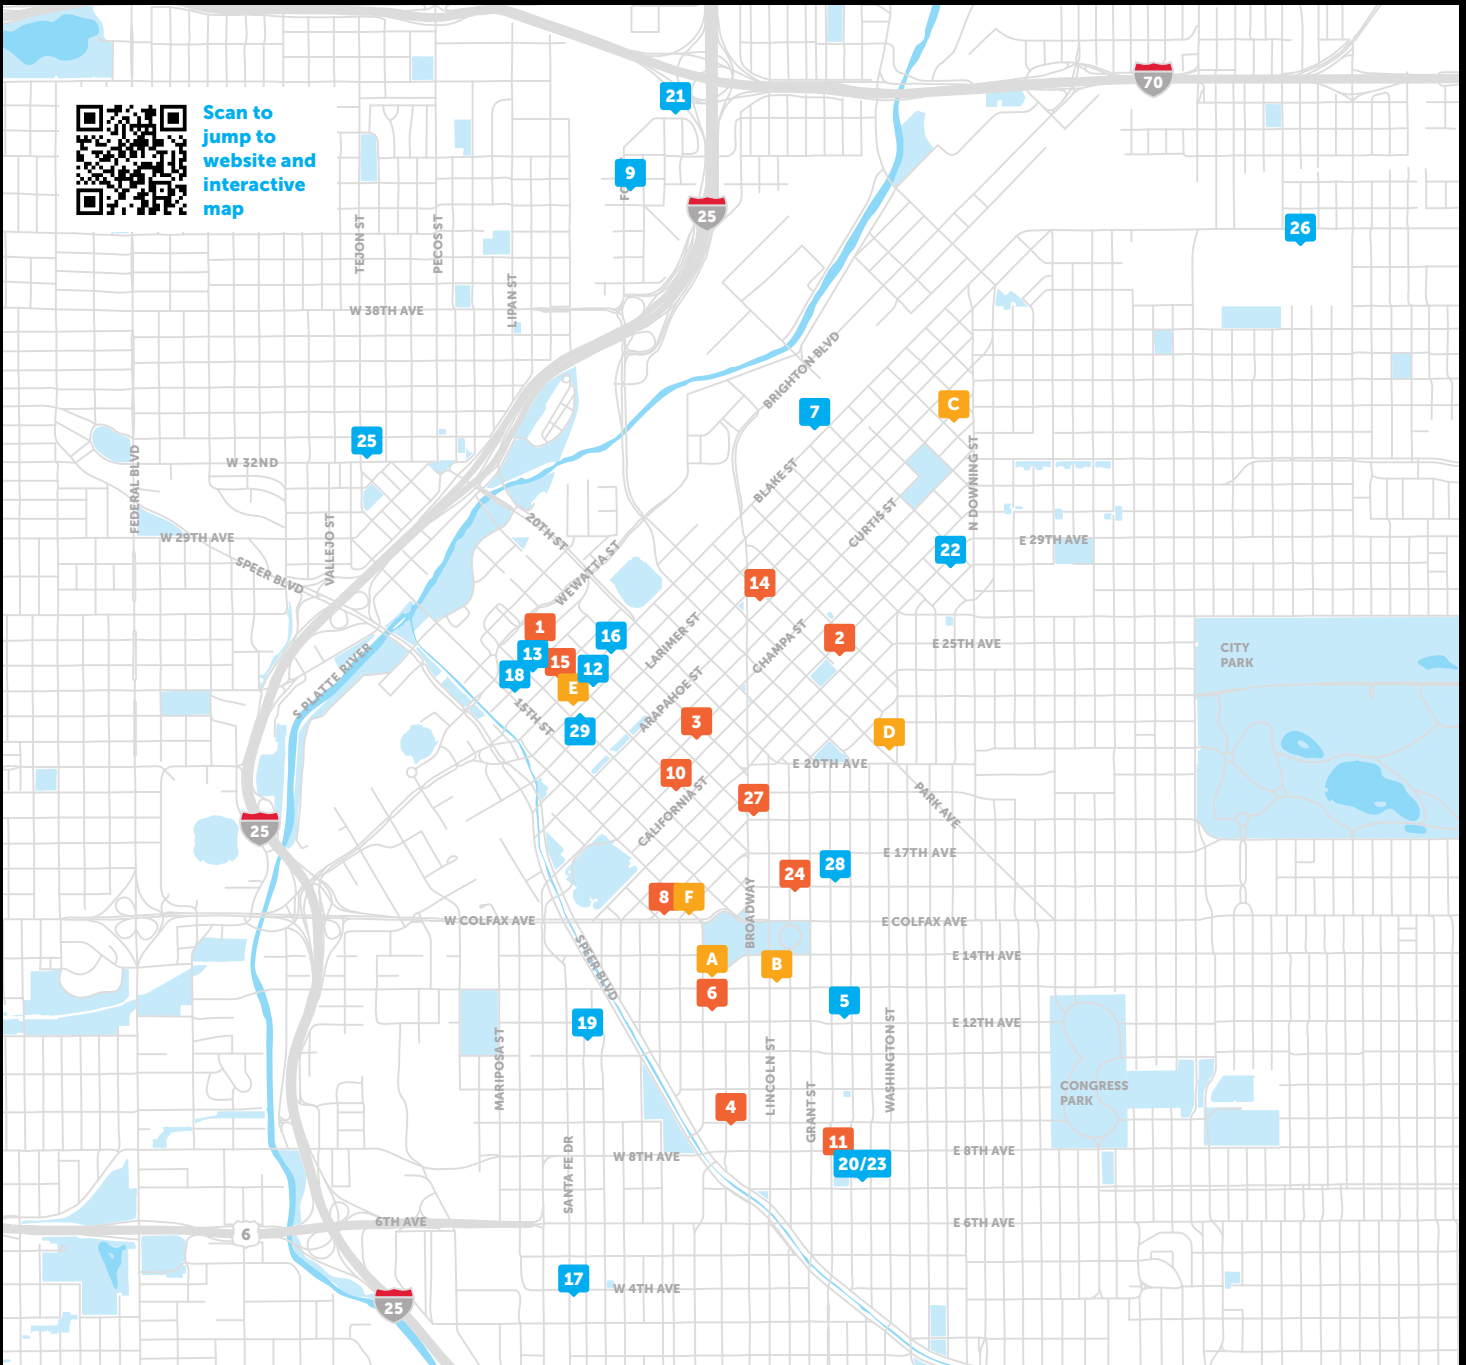 70
21
Scan to
jump to
website and
interactive
map
9
25
26
TEJON ST
PECOS ST
LIPAN ST
W 38TH AVE
BRIGHTON BLVD
7
C
25
W 32ND
FEDERAL BLVD
BLAKE ST
N DOWNING ST
CURTIS ST
20TH ST
W 29TH AVE
VALLEJO ST
SPEER BLVD
WEWATTA ST
22
E 29TH AVE
14
1
16
LARIMER ST
CHAMPA ST
2
E 25TH AVE
CITY
PARK
13
15
12
18
E
S PLATTE RIVER
15TH ST
ARAPAHOE ST
29
3
D
E 20TH AVE
10
27
CALIFORNIA ST
PARK AVE
25
E 17TH AVE
24
28
8
F
BROADWAY
W COLFAX AVE
E COLFAX AVE
SPEER BLVD
A
B
E 14TH AVE
6
5
19
E 12TH AVE
MARIPOSA ST
LINCOLN ST
WASHINGTON ST
GRANT ST
CONGRESS
PARK
4
11
20/23
E 8TH AVE
W 8TH AVE
SANTA FE DR
6TH AVE
6
E 6TH AVE
17
W 4TH AVE
25